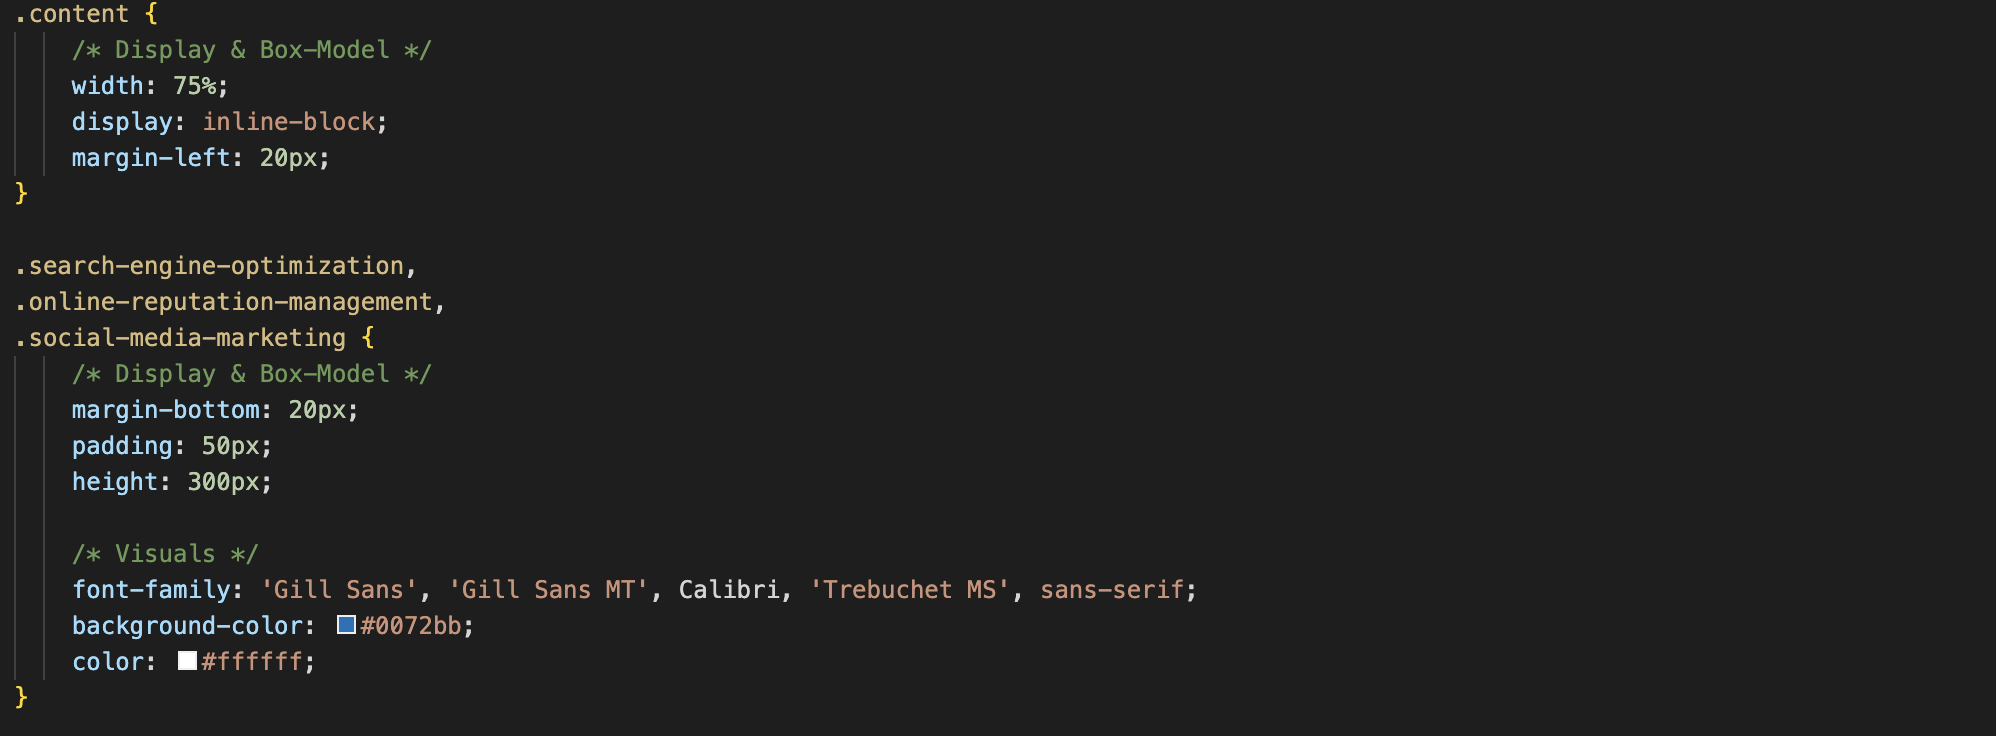 .content {
/* Display & Box-Model */
width: 75%;
display: inline-block;
margin-left: 20px;
}
.search-engine-optimization,
.online-reputation-management,
.social-media-marketing {
/* Display & Box-Model */
margin-bottom: 20px;
padding: 50px;
height: 300px;
/* Visuals */
font-family: 'Gill Sans', 'Gill Sans MT', Calibri, 'Trebuchet MS', sans-serif;
background-color: #0072bb;
color: #ffffff;
}